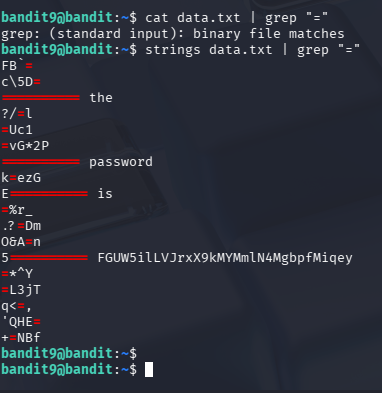 bandit9@bandit:~$ cat data.txt | grep "="
grep: (standard input): binary file matches
bandit9@bandit:~$ strings data.txt | grep "="
FB`=
c\5D=
========== the
?/=l
=Uc1
=vG*2P
========== password
k=ezG
E========== is
=%r_
.?=Dm
O&A=n
5========== FGUW5ilLVJrxX9kMYMmlN4MgbpfMiqey
=*^Y
=L3jT
q<=,
'QHE=
+=NBf
bandit9@bandit:~$
bandit9@bandit:~$